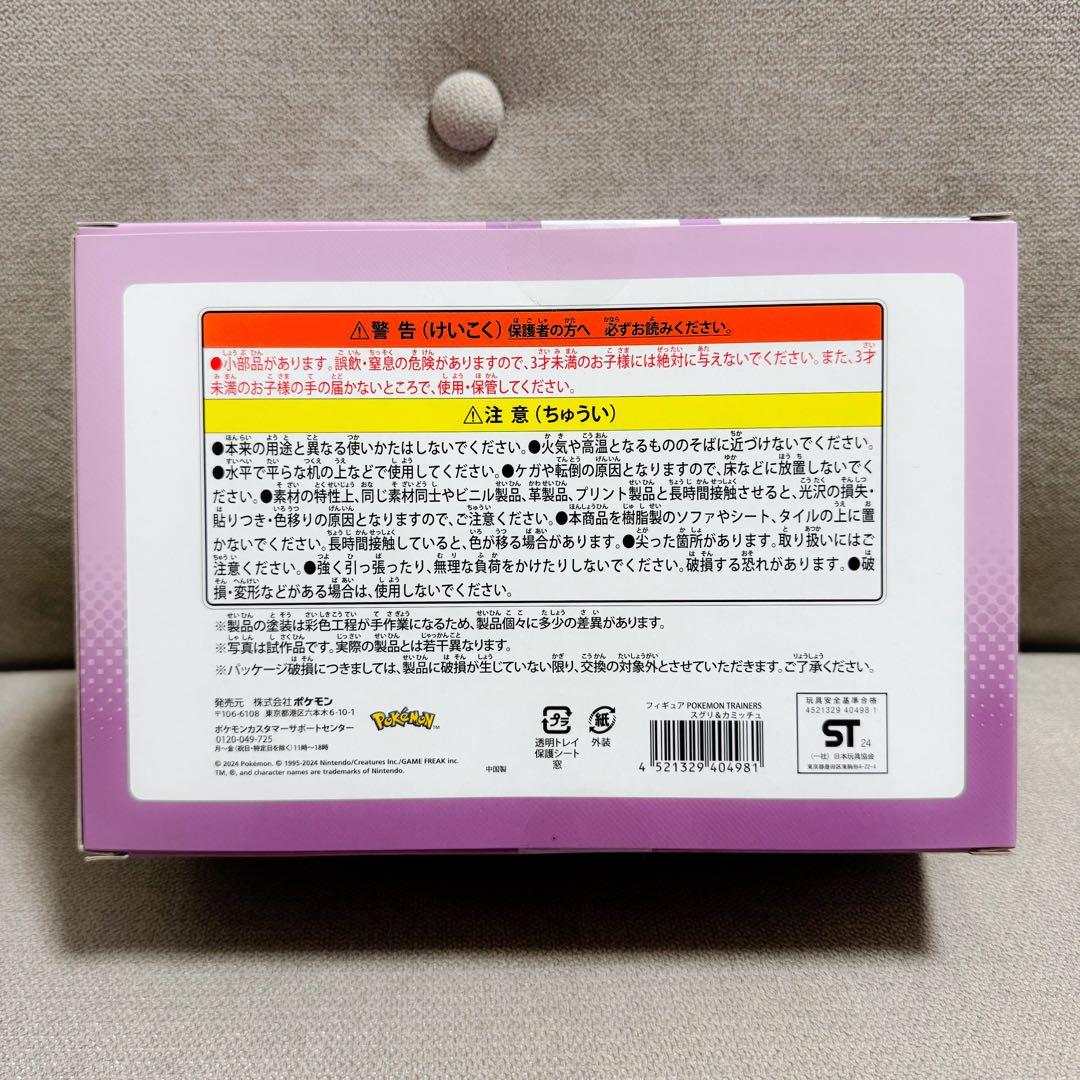 ⚠警告(けいこく) 保護者の方へ 必ずお読みください。
●小部品があります。誤飲・窒息の危険がありますので、3才未満のお子様には絶対に与えないでください。また、3才
未満のお子様の手の届かないところで、使用・保管してください。
⚠注意(ちゅうい)
●本来の用途と異なる使いかたはしないでください。●火気や高温となるもののそばに近づけないでください。
●水平で平らな机の上などで使用してください。●ケガや転倒の原因となりますので、床などに放置しないでく
ださい。●素材の特性上、同じ素材同士やビニル製品、革製品、プリント製品と長時間接触させると、光沢の損失・
貼りつき・色移りの原因となりますので、ご注意ください。●本商品を樹脂製のソファやシート、タイルの上に置
かないでください。長時間接触していると、色が移る場合があります。●尖った箇所があります。取り扱いにはご
注意ください。●強く引っ張ったり、無理な負荷をかけたりしないでください。破損する恐れがあります。●破
損・変形などがある場合は、使用しないでください。
※製品の塗装は彩色工程が手作業になるため、製品個々に多少の差異があります。
※写真は試作品です。実際の製品とは若干異なります。
※パッケージ破損につきましては、製品に破損が生じていない限り、交換の対象外とさせていただきます。ご了承ください。
発売元 株式会社ポケモン
〒106-6108 東京都港区六本木6-10-1
ポケモンカスタマーサポートセンター
0120-049-725
月〜金(祝日・特定日を除く)11時〜18時
© 2024 Pokémon. © 1995-2024 Nintendo/Creatures Inc./GAME FREAK inc.
TM, ®, and character names are trademarks of Nintendo.
中国製
Pokémon
プラ
透明トレイ
保護シート
窓
紙
外装
フィギュア POKEMON TRAINERS
スグリ&カミッチュ
4 521329 404981
玩具安全基準合格
4521329 40498 1
ST 24
(一社)日本玩具協会
東京都墨田区東駒形4-22-4